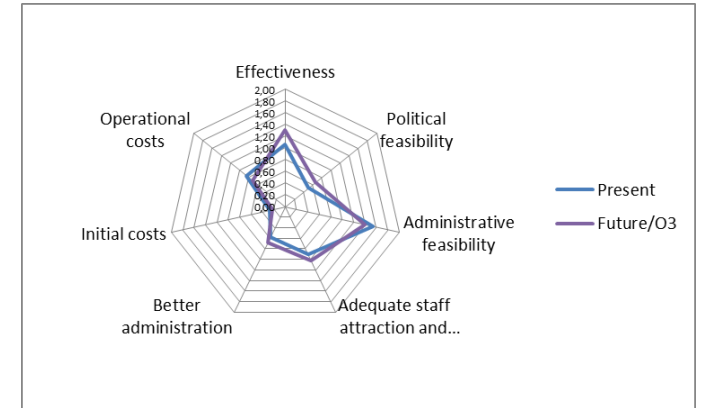 Effectiveness
2,00
1,80
1,60
1,40
1,20
1,00
0,80
0,60
0,40
0,20
0,00
Political
feasibility
Administrative
feasibility
Adequate staff
attraction and...
Better
administration
Initial costs
Operational
costs
Present
Future/O3